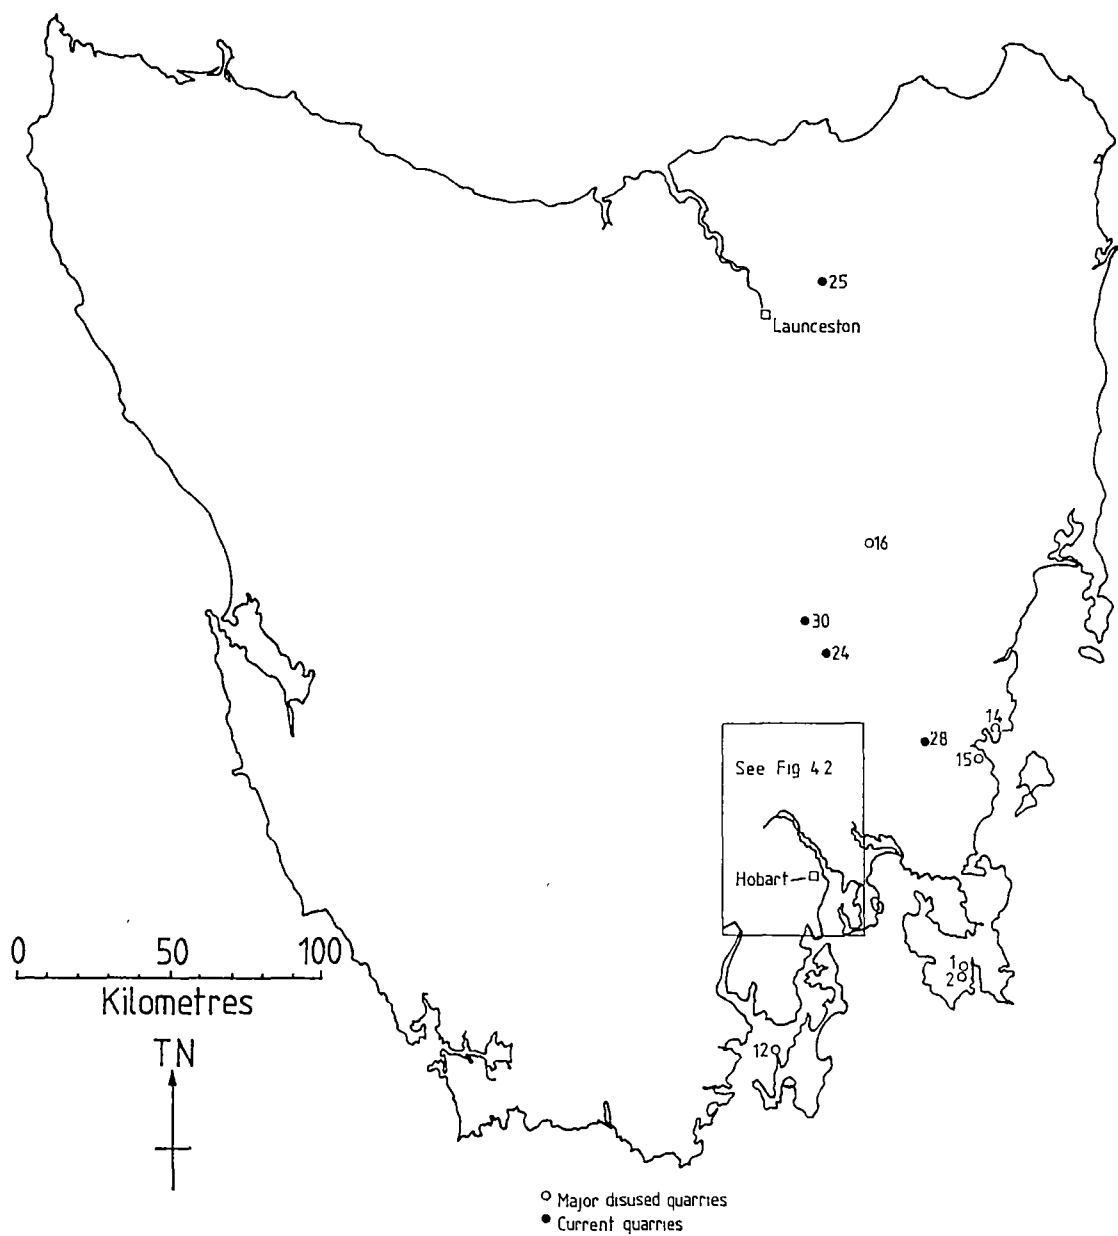 25
Launceston
16
30
24
14
28
15
See Fig 4 2
Hobart
0 50 100
Kilometres
1
2
TN
12
Major disused quarries
Current quarries